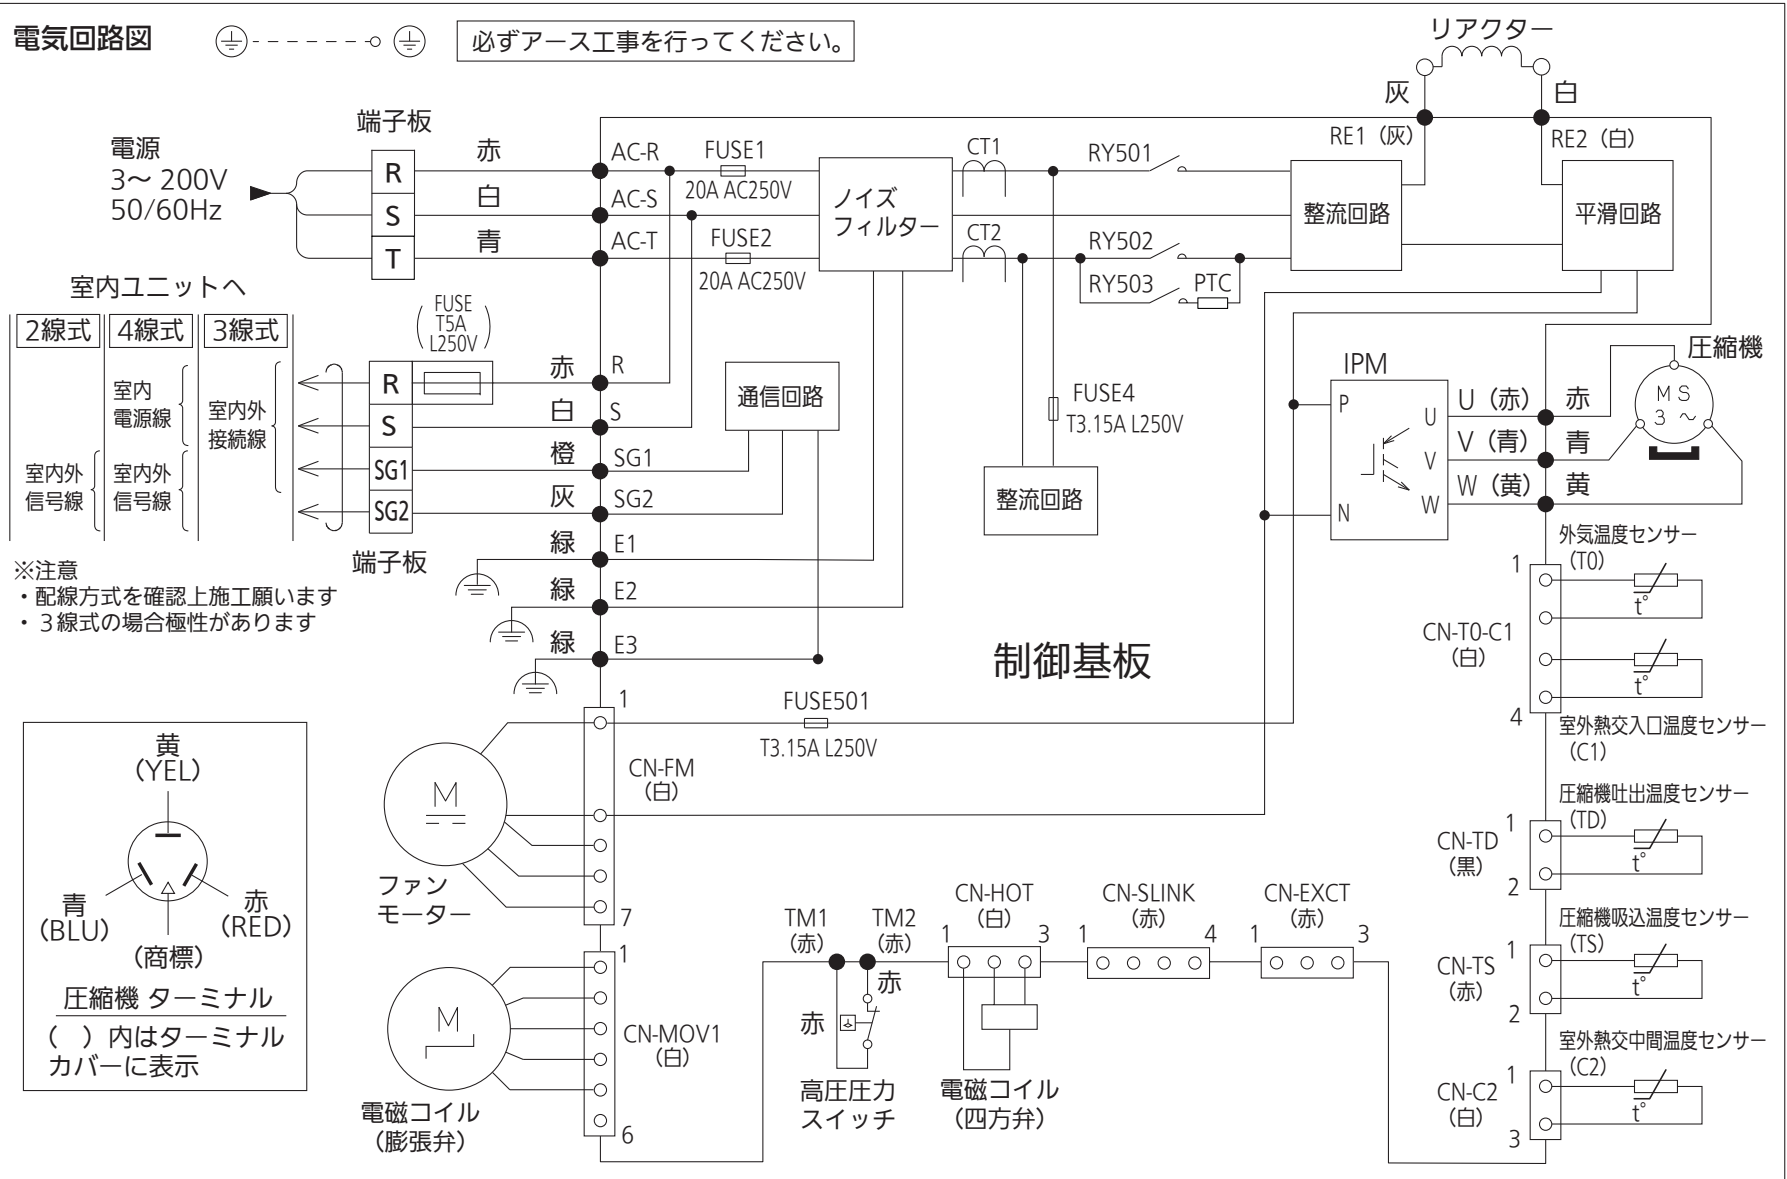 電気回路図
必ずアース工事を行ってください。
リアクター
灰
白
RE1（灰）
RE2（白）
電源
3～ 200V
50/60Hz
端子板
R
S
T
赤
白
青
AC-R
AC-S
AC-T
FUSE1
20A AC250V
FUSE2
20A AC250V
ノイズ
フィルター
CT1
CT2
RY501
RY502
RY503
PTC
整流回路
平滑回路
室内ユニットへ
2線式
4線式
3線式
室内
電源線
室内外
接続線
室内外
信号線
室内外
信号線
(FUSE
T5A
L250V)
R
S
SG1
SG2
端子板
赤
白
橙
灰
緑
緑
緑
R
S
SG1
SG2
E1
E2
E3
通信回路
FUSE4
T3.15A L250V
整流回路
IPM
P
N
U
V
W
U（赤）
V（青）
W（黄）
赤
青
黄
圧縮機
MS
3 ～
※注意
・配線方式を確認上施工願います
・３線式の場合極性があります
制御基板
外気温度センサー
(T0)
1
t°
CN-T0-C1
(白)
t°
4
室外熱交入口温度センサー
(C1)
圧縮機吐出温度センサー
(TD)
1
CN-TD
(黒)
t°
2
圧縮機吸込温度センサー
(TS)
1
CN-TS
(赤)
t°
2
室外熱交中間温度センサー
(C2)
1
CN-C2
(白)
t°
3
FUSE501
T3.15A L250V
1
CN-FM
(白)
7
M
ファン
モーター
1
CN-MOV1
(白)
6
M
電磁コイル
(膨張弁)
TM1
(赤)
TM2
(赤)
赤
赤
高圧圧力
スイッチ
CN-HOT
(白)
1
3
電磁コイル
(四方弁)
CN-SLINK
(赤)
1
4
CN-EXCT
(赤)
1
3
黄
(YEL)
青
(BLU)
赤
(RED)
(商標)
圧縮機 ターミナル
(　) 内はターミナル
カバーに表示